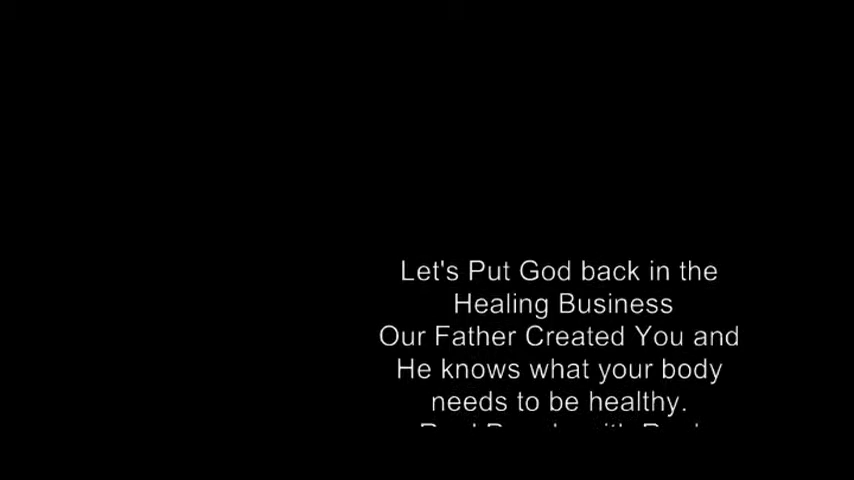 Let's Put God back in the
Healing Business
Our Father Created You and
He knows what your body
needs to be healthy.